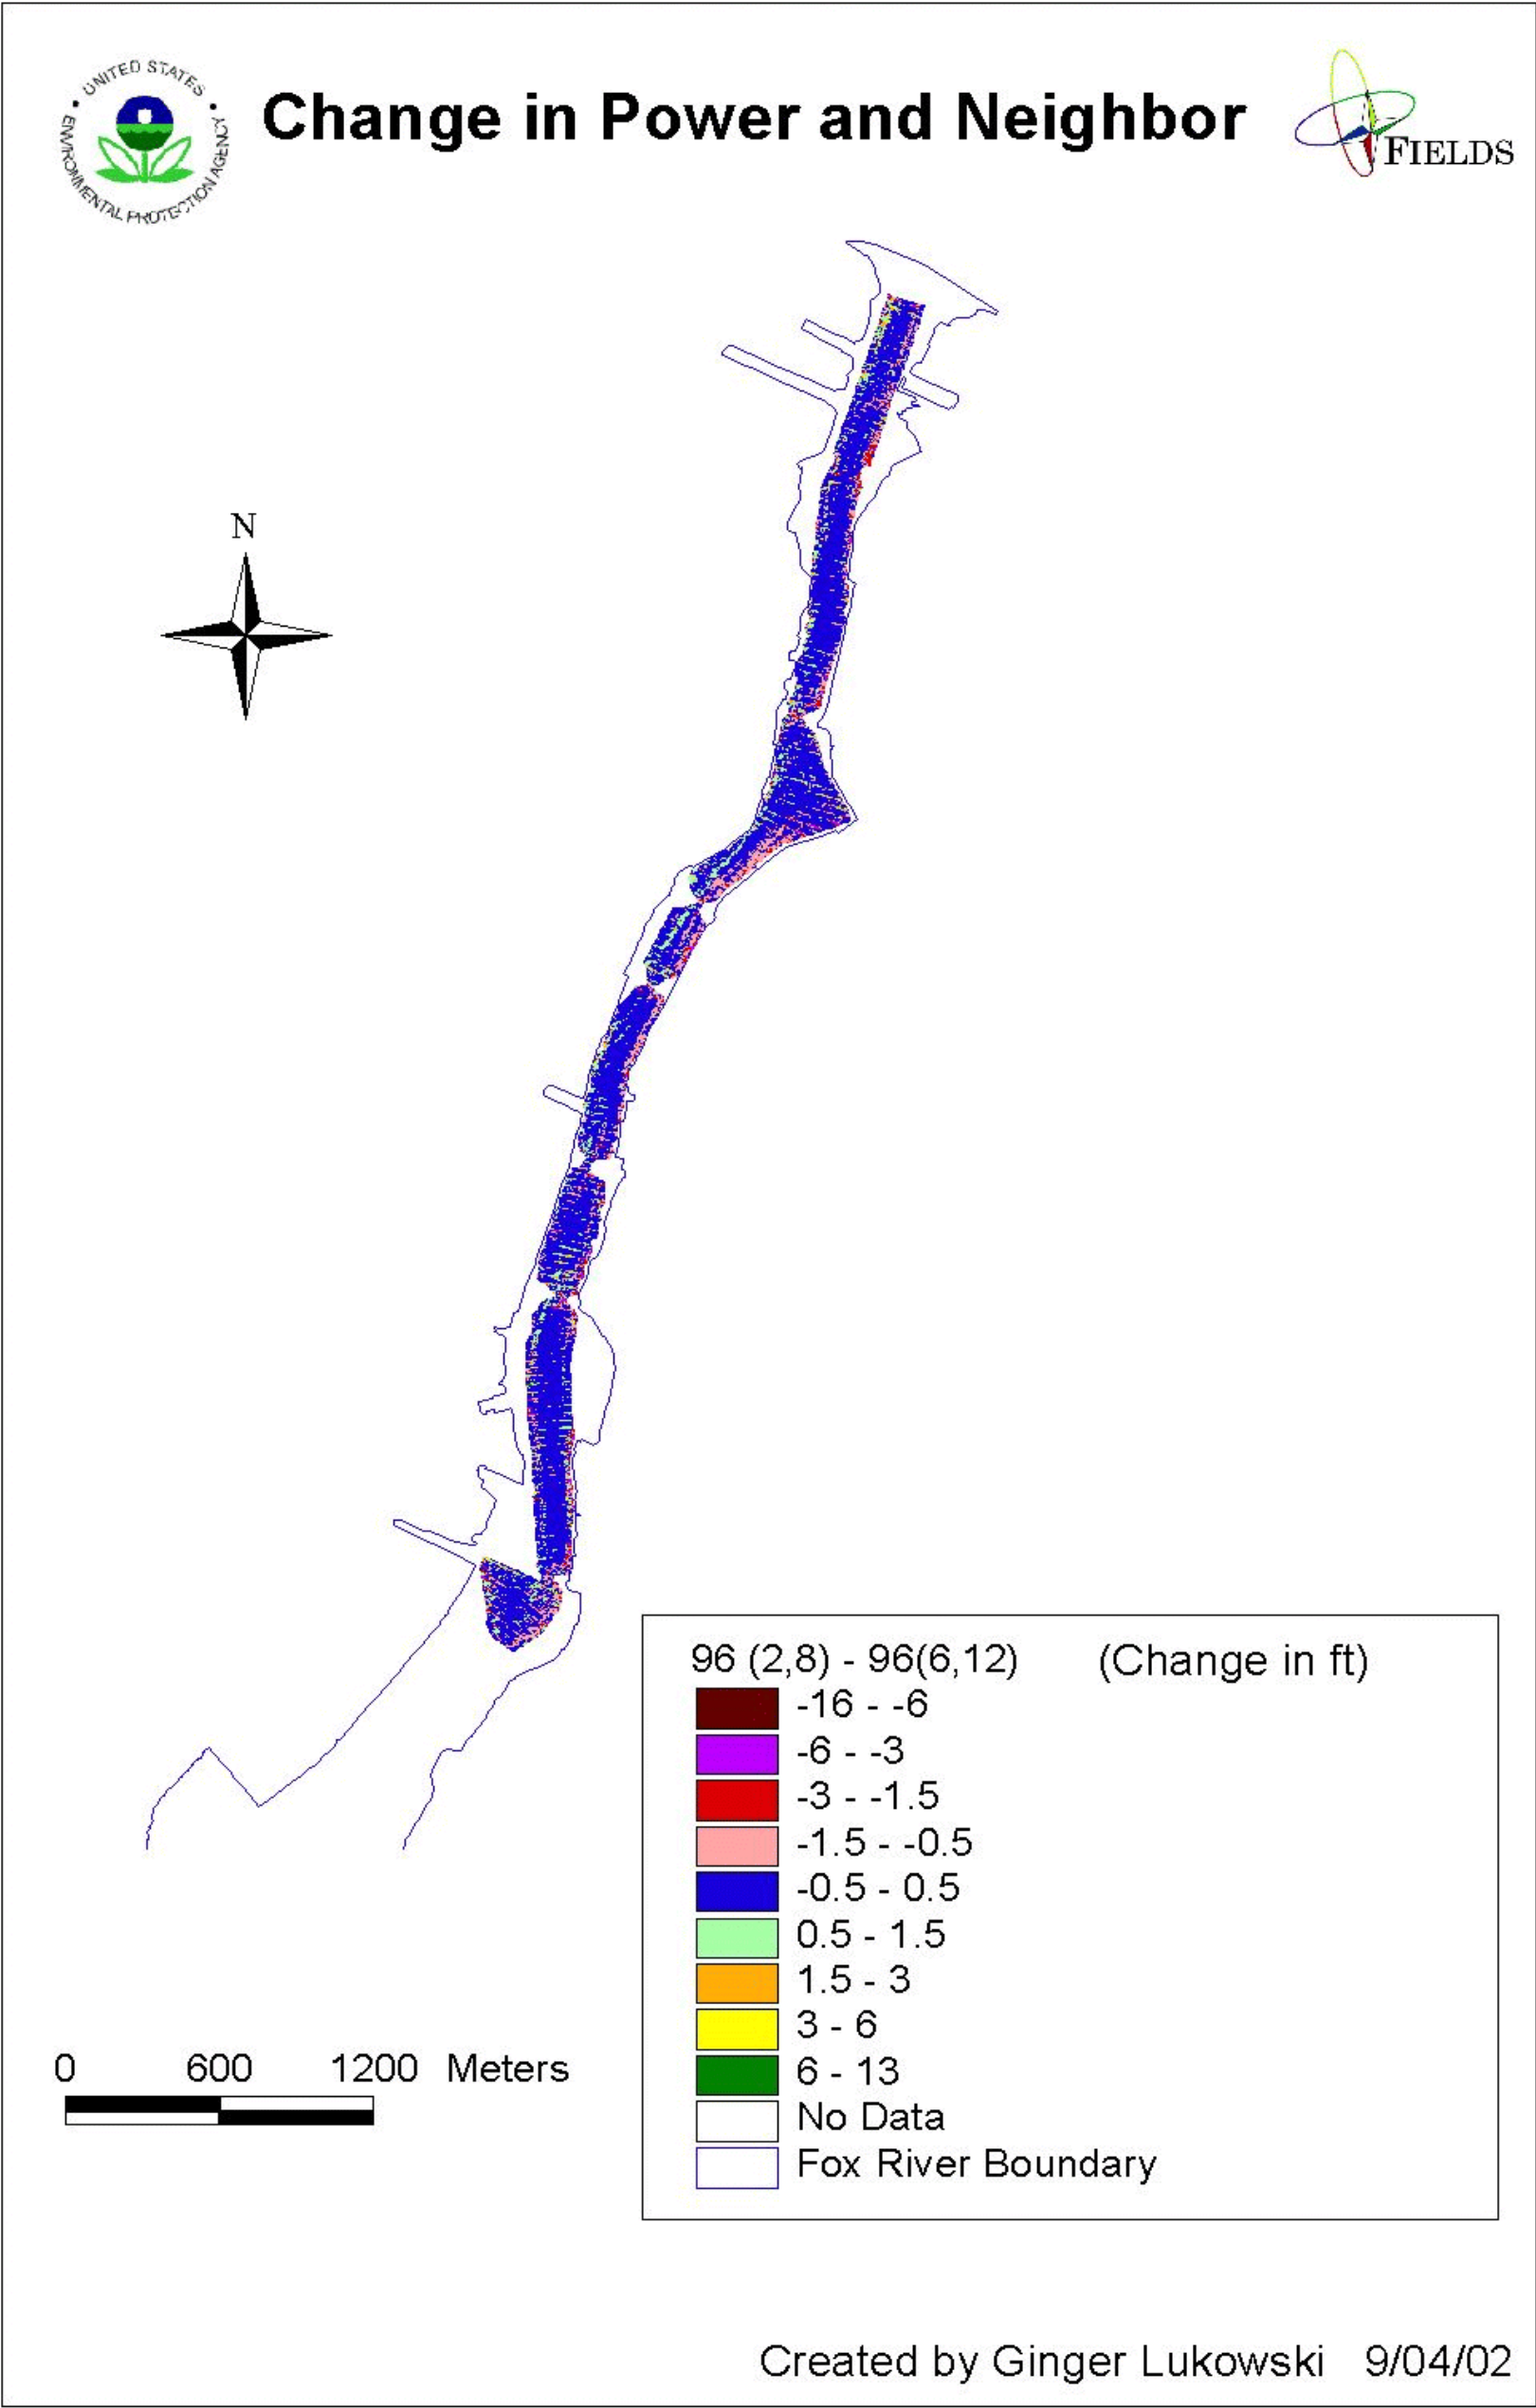 UNITED STATES
ENVIRONMENTAL PROTECTION AGENCY
Change in Power and Neighbor
FIELDS
N
96 (2,8) - 96(6,12) (Change in ft)
-16 - -6
-6 - -3
-3 - -1.5
-1.5 - -0.5
-0.5 - 0.5
0.5 - 1.5
1.5 - 3
3 - 6
6 - 13
No Data
Fox River Boundary
0 600 1200 Meters
Created by Ginger Lukowski 9/04/02